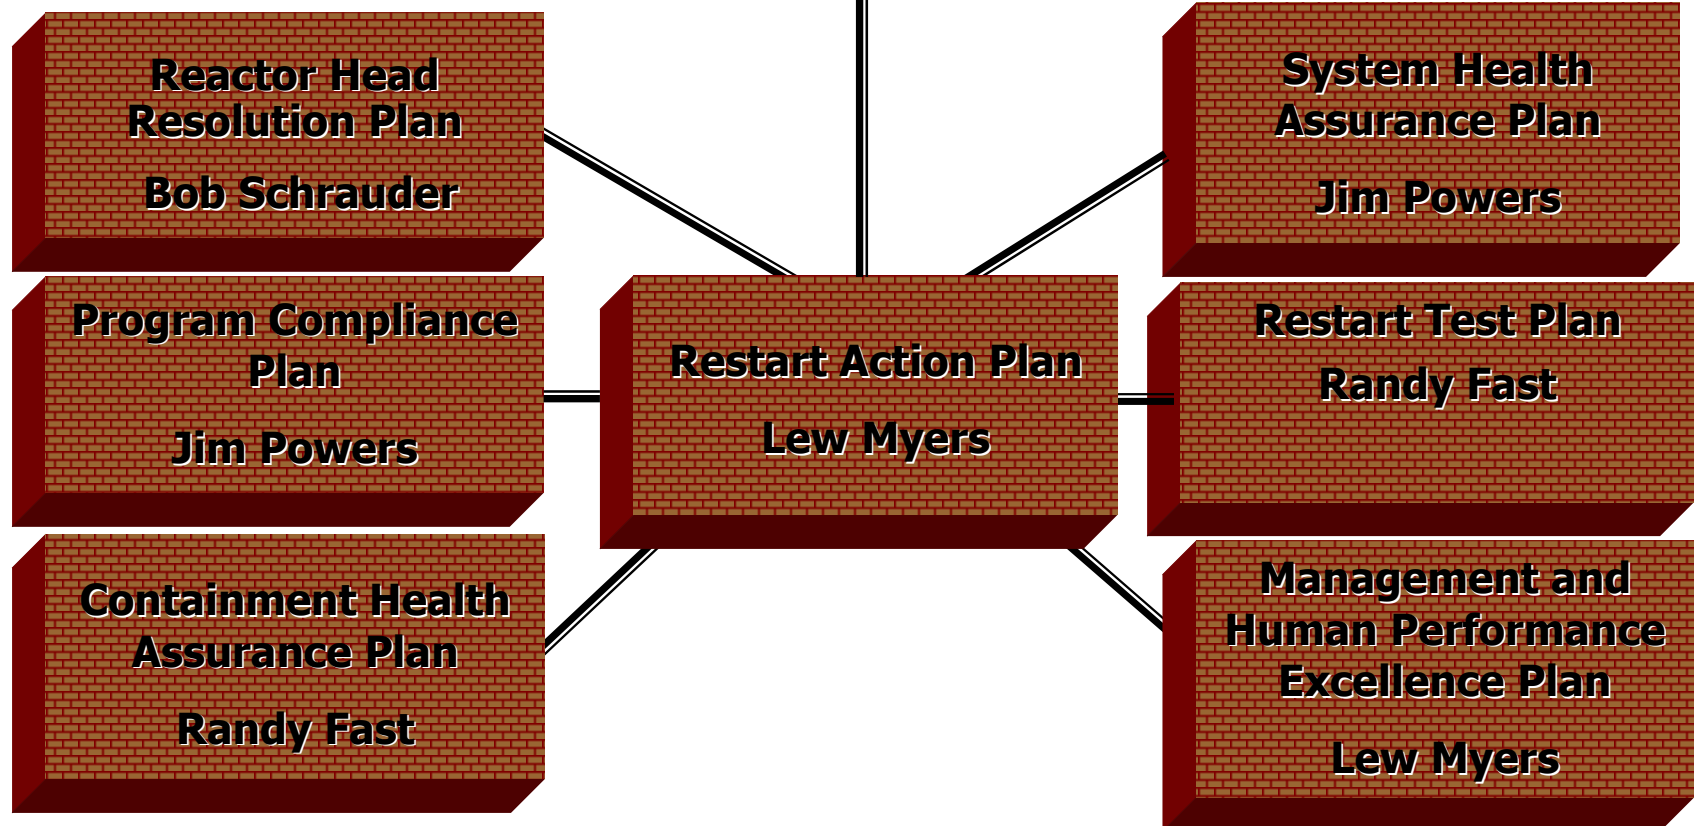 Reactor Head
Resolution Plan
Bob Schrauder
System Health
Assurance Plan
Jim Powers
Program Compliance
Plan
Jim Powers
Restart Action Plan
Lew Myers
Restart Test Plan
Randy Fast
Containment Health
Assurance Plan
Randy Fast
Management and
Human Performance
Excellence Plan
Lew Myers